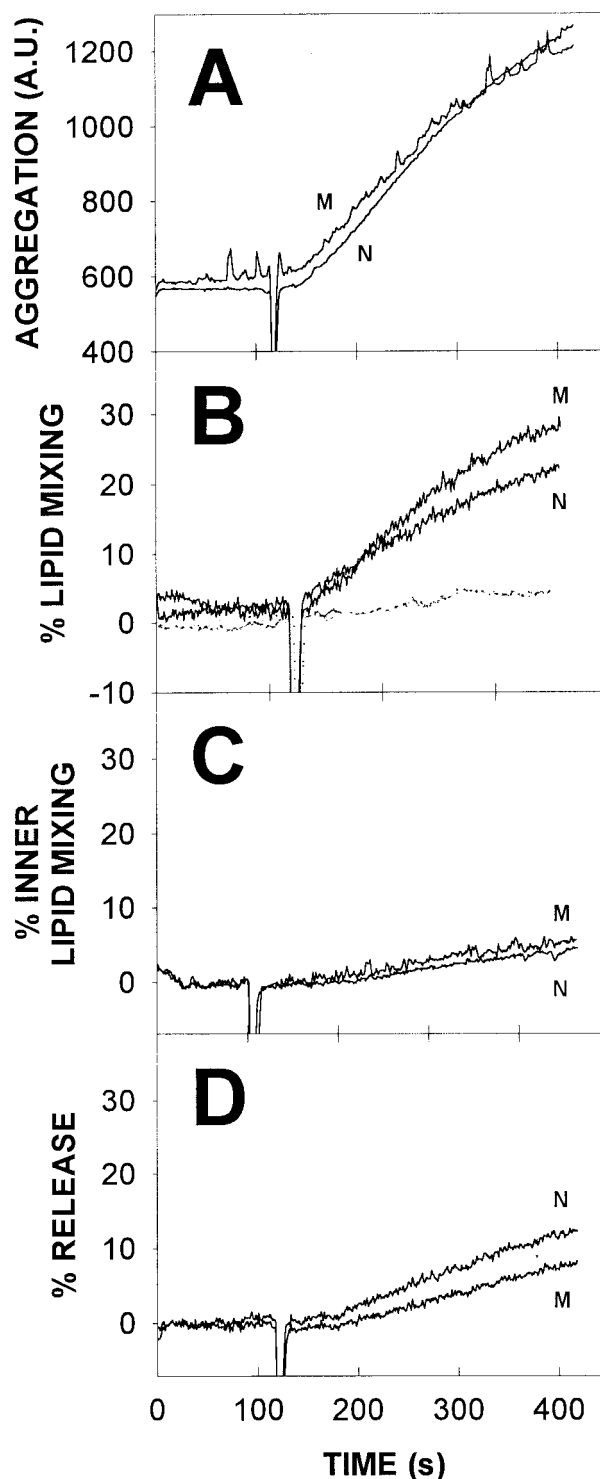 A
AGGREGATION (A.U.)
1200
1000
800
600
400
M
N
B
% LIPID MIXING
30
20
10
0
-10
M
N
C
% INNER
LIPID MIXING
30
20
10
0
M
N
D
% RELEASE
30
20
10
0
N
M
0
100
200
300
400
TIME (s)